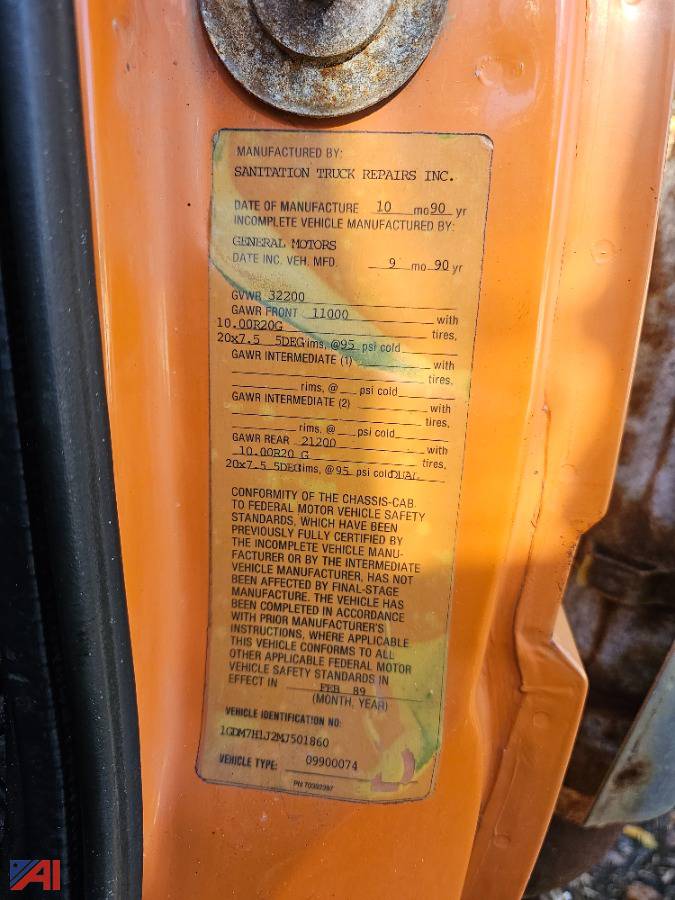 MANUFACTURED BY:
SANITATION TRUCK REPAIRS INC.
DATE OF MANUFACTURE 10 mo 90 yr
INCOMPLETE VEHICLE MANUFACTURED BY:
GENERAL MOTORS
DATE INC. VEH. MFD. 9 mo 90 yr
GVWR 32200
GAWR FRONT 11000 with
10.00R20G tires,
20x7.5 5DEG ims, @95 psi cold
GAWR INTERMEDIATE (1) with
tires,
rims, @ psi cold
GAWR INTERMEDIATE (2) with
tires,
rims, @ psi cold
GAWR REAR 21200 with
10.00R20 G tires,
20x7.5 5DEG ims, @95 psi cold DUAL
CONFORMITY OF THE CHASSIS-CAB
TO FEDERAL MOTOR VEHICLE SAFETY
STANDARDS, WHICH HAVE BEEN
PREVIOUSLY FULLY CERTIFIED BY
THE INCOMPLETE VEHICLE MANU-
FACTURER OR BY THE INTERMEDIATE
VEHICLE MANUFACTURER, HAS NOT
BEEN AFFECTED BY FINAL-STAGE
MANUFACTURE. THE VEHICLE HAS
BEEN COMPLETED IN ACCORDANCE
WITH PRIOR MANUFACTURER'S
INSTRUCTIONS, WHERE APPLICABLE.
THIS VEHICLE CONFORMS TO ALL
OTHER APPLICABLE FEDERAL MOTOR
VEHICLE SAFETY STANDARDS IN
EFFECT IN FEB 89
(MONTH, YEAR)
VEHICLE IDENTIFICATION NO:
1GDM7H1J2MJ501860
VEHICLE TYPE: 09900074
AI